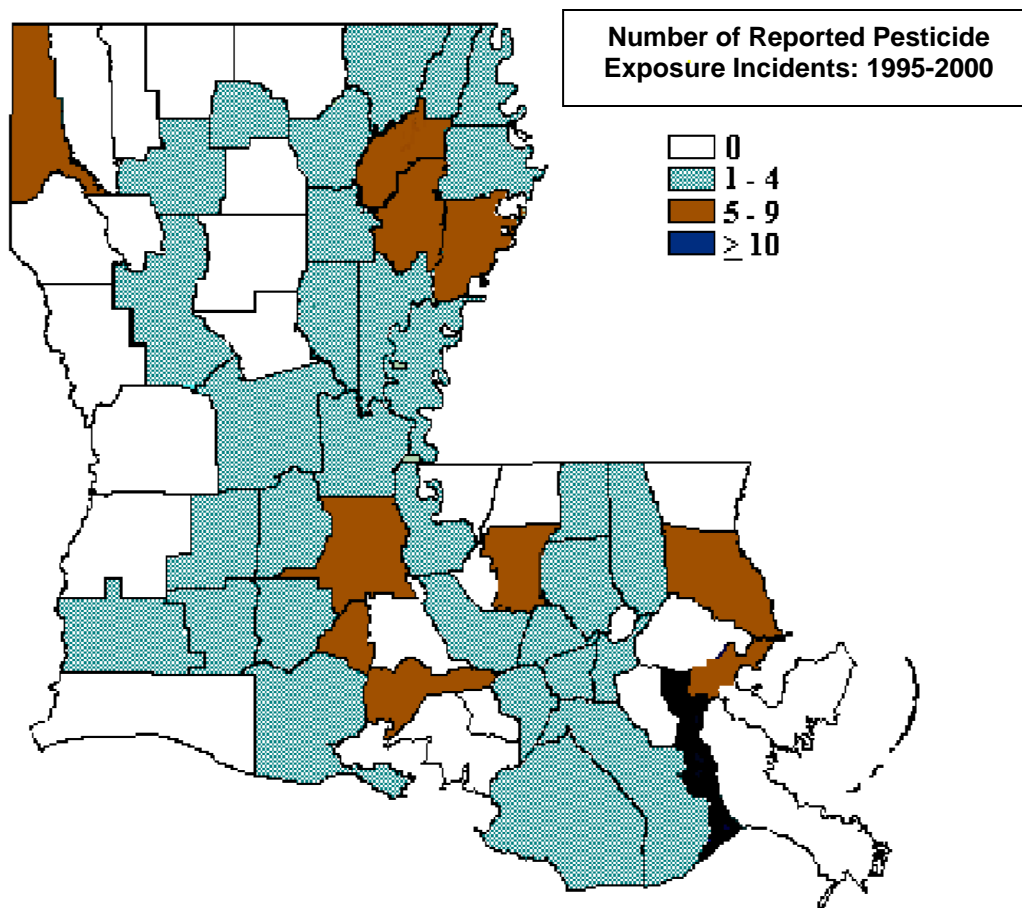 Number of Reported Pesticide
Exposure Incidents: 1995-2000
0
1 - 4
5 - 9
≥ 10